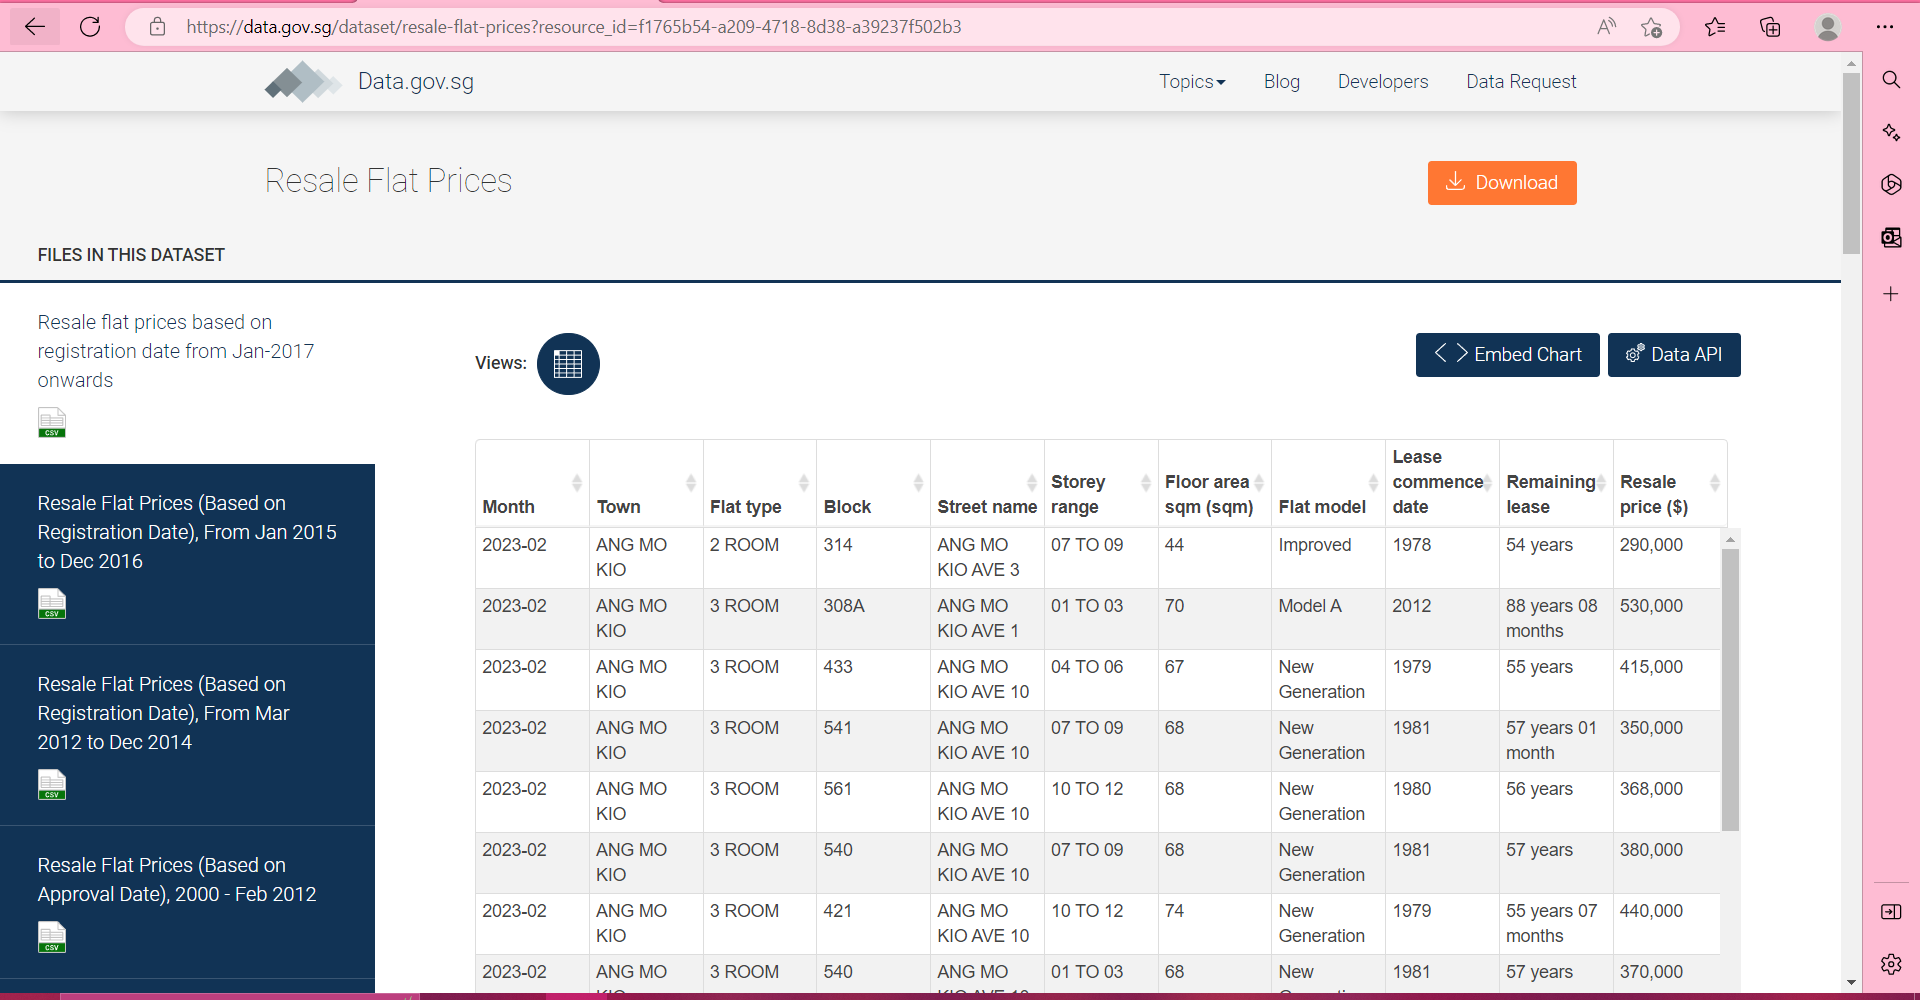 https://data.gov.sg/dataset/resale-flat-prices?resource_id=f1765b54-a209-4718-8d38-a39237f502b3
Data.gov.sg
Topics Blog Developers Data Request
Resale Flat Prices
Download
FILES IN THIS DATASET
Resale flat prices based on
registration date from Jan-2017
onwards
CSV
Resale Flat Prices (Based on
Registration Date), From Jan 2015
to Dec 2016
CSV
Resale Flat Prices (Based on
Registration Date), From Mar
2012 to Dec 2014
CSV
Resale Flat Prices (Based on
Approval Date), 2000 - Feb 2012
CSV
Views:
Embed Chart Data API
Lease
Storey Floor area commence Remaining Resale
Month Town Flat type Block Street name range sqm (sqm) Flat model date lease price ($)
2023-02 ANG MO 2 ROOM 314 ANG MO 07 TO 09 44 Improved 1978 54 years 290,000
KIO KIO AVE 3
2023-02 ANG MO 3 ROOM 308A ANG MO 01 TO 03 70 Model A 2012 88 years 08 530,000
KIO KIO AVE 1 months
2023-02 ANG MO 3 ROOM 433 ANG MO 04 TO 06 67 New 1979 55 years 415,000
KIO KIO AVE 10 Generation
2023-02 ANG MO 3 ROOM 541 ANG MO 07 TO 09 68 New 1981 57 years 01 350,000
KIO KIO AVE 10 Generation month
2023-02 ANG MO 3 ROOM 561 ANG MO 10 TO 12 68 New 1980 56 years 368,000
KIO KIO AVE 10 Generation
2023-02 ANG MO 3 ROOM 540 ANG MO 07 TO 09 68 New 1981 57 years 380,000
KIO KIO AVE 10 Generation
2023-02 ANG MO 3 ROOM 421 ANG MO 10 TO 12 74 New 1979 55 years 07 440,000
KIO KIO AVE 10 Generation months
2023-02 ANG MO 3 ROOM 540 ANG MO 01 TO 03 68 New 1981 57 years 370,000